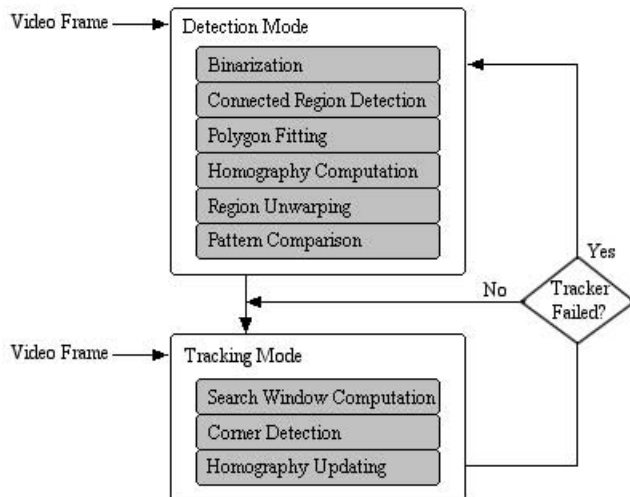 Video Frame
Detection Mode
Binarization
Connected Region Detection
Polygon Fitting
Homography Computation
Region Unwarping
Pattern Comparison
Yes
No
Tracker
Failed?
Video Frame
Tracking Mode
Search Window Computation
Corner Detection
Homography Updating